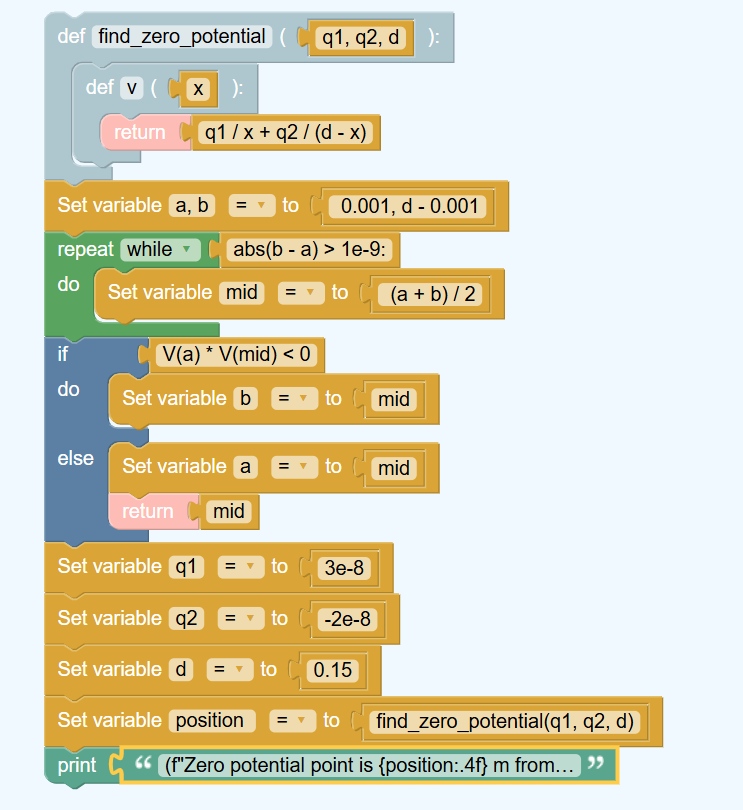 def find_zero_potential ( q1, q2, d ):
def v ( x ):
return q1 / x + q2 / (d - x)
Set variable a, b = to 0.001, d - 0.001
repeat while abs(b - a) > 1e-9:
do Set variable mid = to (a + b) / 2
if V(a) * V(mid) < 0
do Set variable b = to mid
else Set variable a = to mid
return mid
Set variable q1 = to 3e-8
Set variable q2 = to -2e-8
Set variable d = to 0.15
Set variable position = to find_zero_potential(q1, q2, d)
print “ (f"Zero potential point is {position:.4f} m from... ”